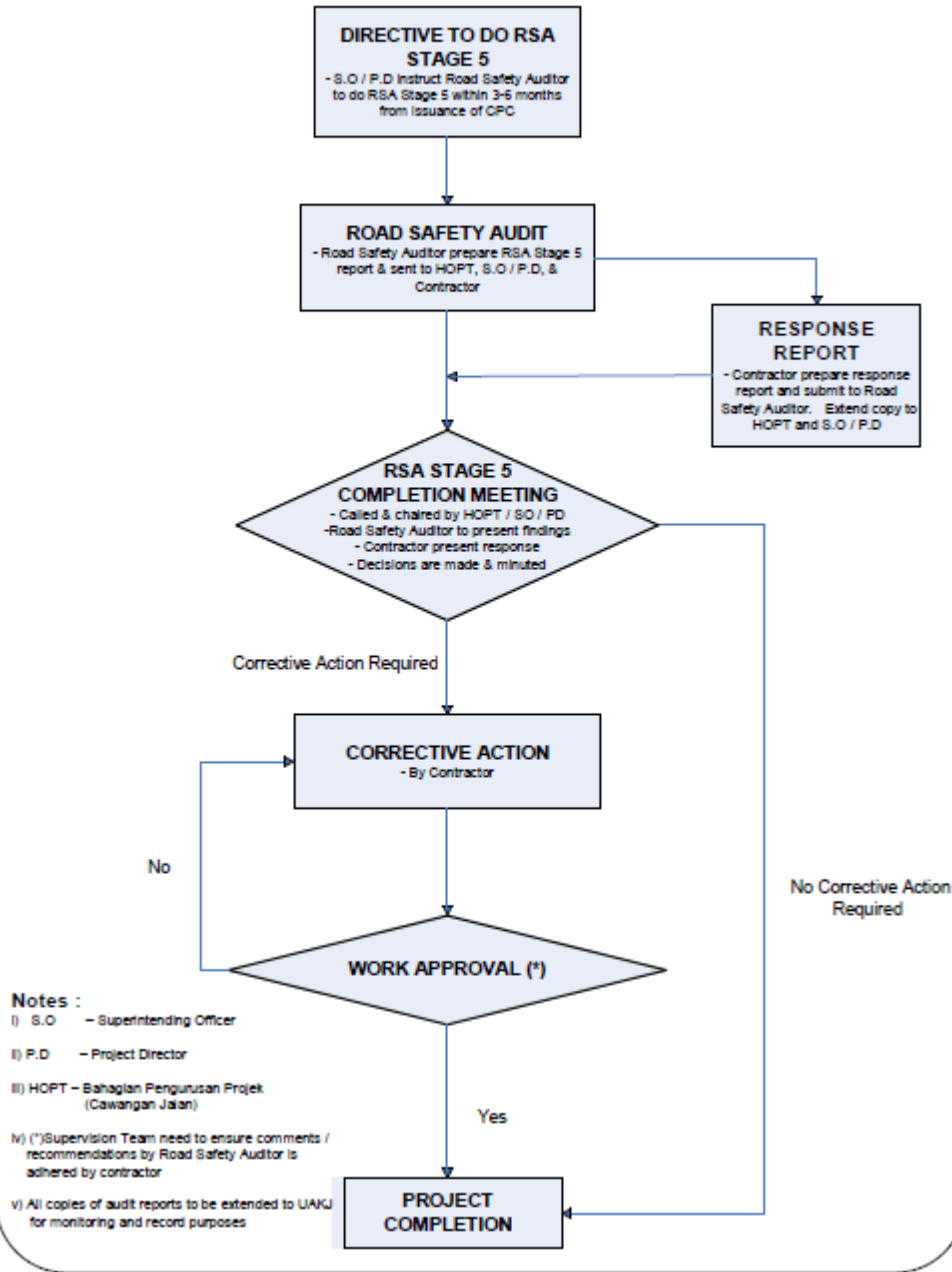 DIRECTIVE TO DO RSA
STAGE 5
- S.O / P.D Instruct Road Safety Auditor
to do RSA Stage 5 within 3-6 months
from Issuance of CPC
ROAD SAFETY AUDIT
- Road Safety Auditor prepare RSA Stage 5
report & sent to HOPT, S.O / P.D, &
Contractor
RESPONSE
REPORT
- Contractor prepare response
report and submit to Road
Safety Auditor. Extend copy to
HOPT and S.O / P.D
RSA STAGE 5
COMPLETION MEETING
- Called & chaired by HOPT / SO / PD
-Road Safety Auditor to present findings
- Contractor present response
- Decisions are made & minuted
Corrective Action Required
CORRECTIVE ACTION
- By Contractor
No
No Corrective Action
Required
WORK APPROVAL (*)
Notes :
i) S.O – Superintending Officer
ii) P.D – Project Director
iii) HOPT – Bahagian Pengurusan Projek
(Cawangan Jalan)
iv) (*)Supervision Team need to ensure comments /
recommendations by Road Safety Auditor is
adhered by contractor
v) All copies of audit reports to be extended to UAKJ
for monitoring and record purposes
Yes
PROJECT
COMPLETION